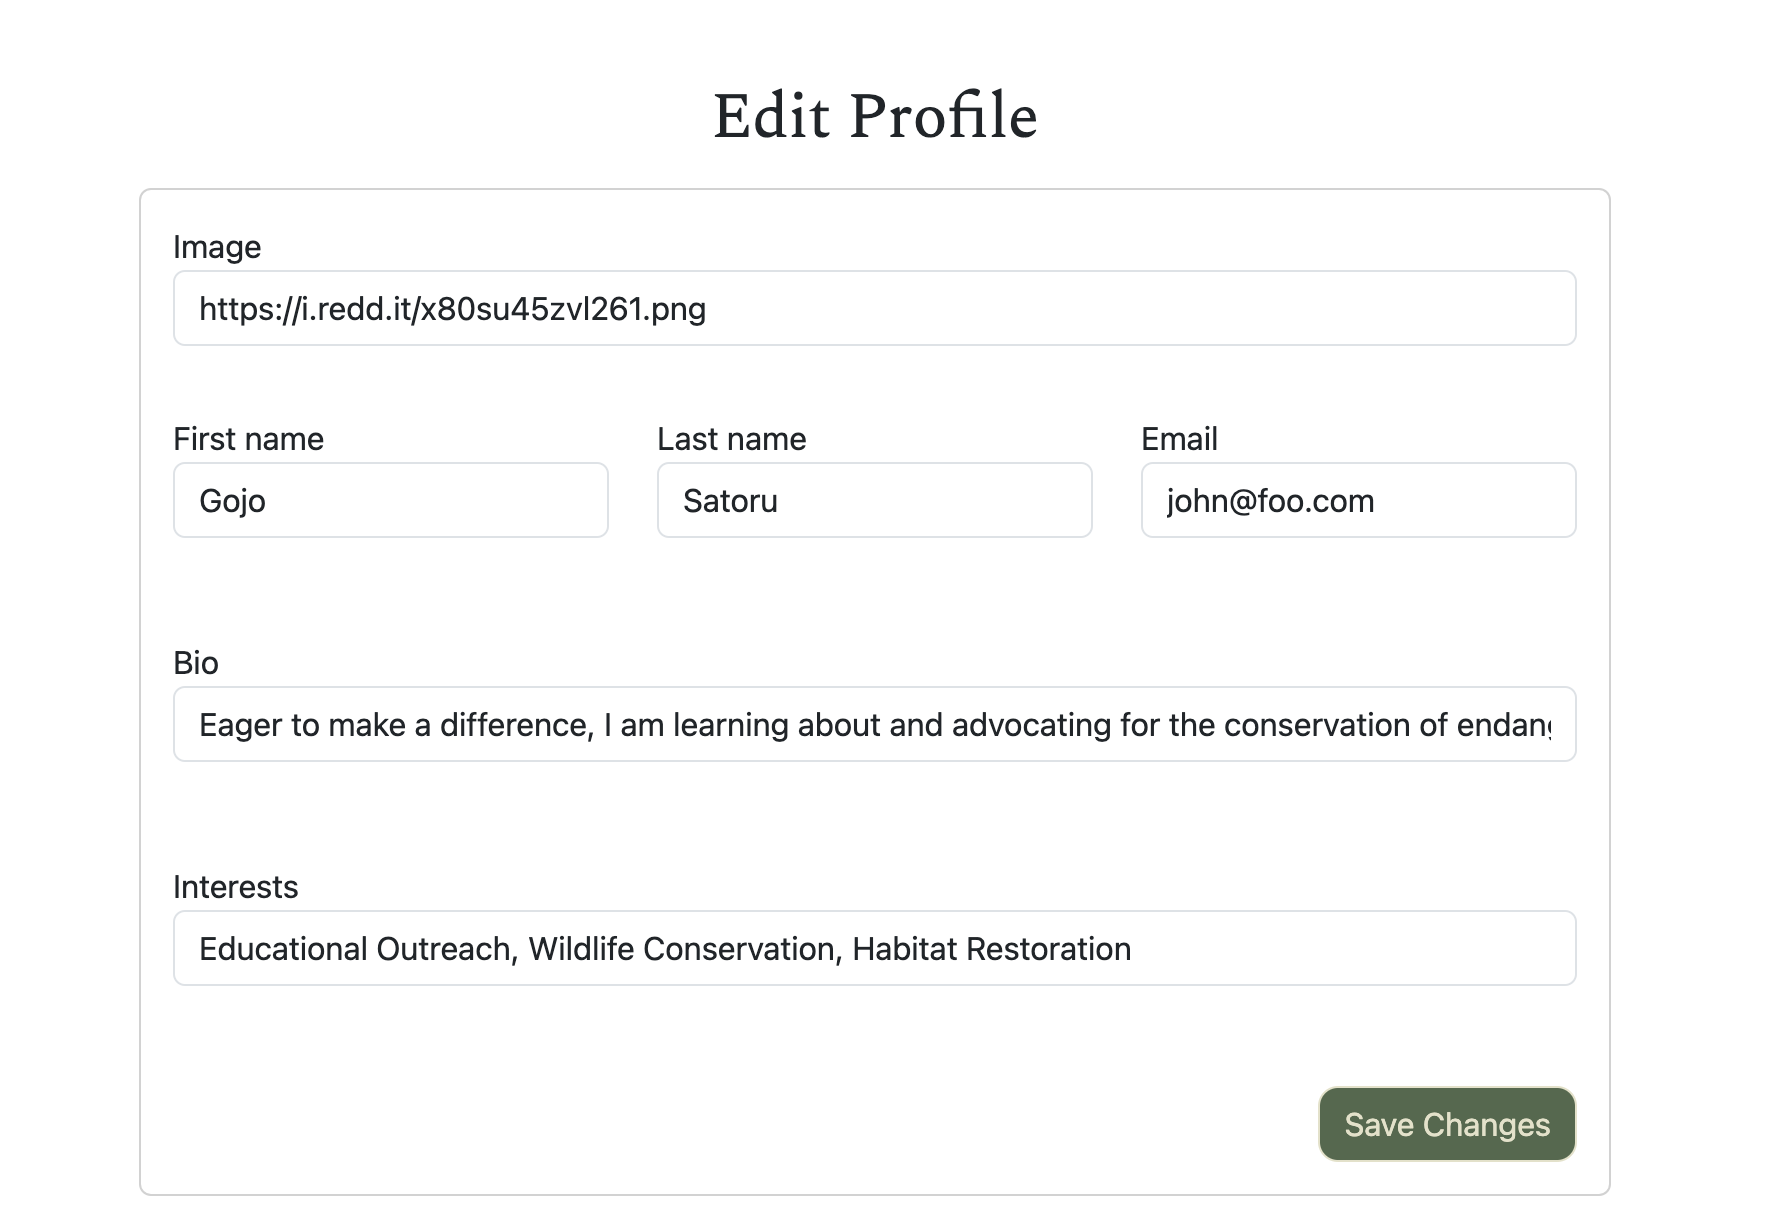 Edit Profile
Image
https://i.redd.it/x80su45zvl261.png
First name
Last name
Email
Gojo
Satoru
john@foo.com
Bio
Eager to make a difference, I am learning about and advocating for the conservation of
Interests
Educational Outreach, Wildlife Conservation, Habitat Restoration
Save Changes